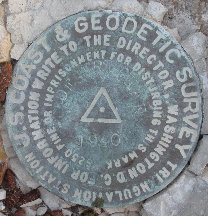 U.S. COAST & GEODETIC SURVEY
TRIANGULATION STATION
FOR INFORMATION WRITE TO THE DIRECTOR, WASHINGTON, D.C.
$250 FINE OR IMPRISONMENT FOR DISTURBING THIS MARK.
1940